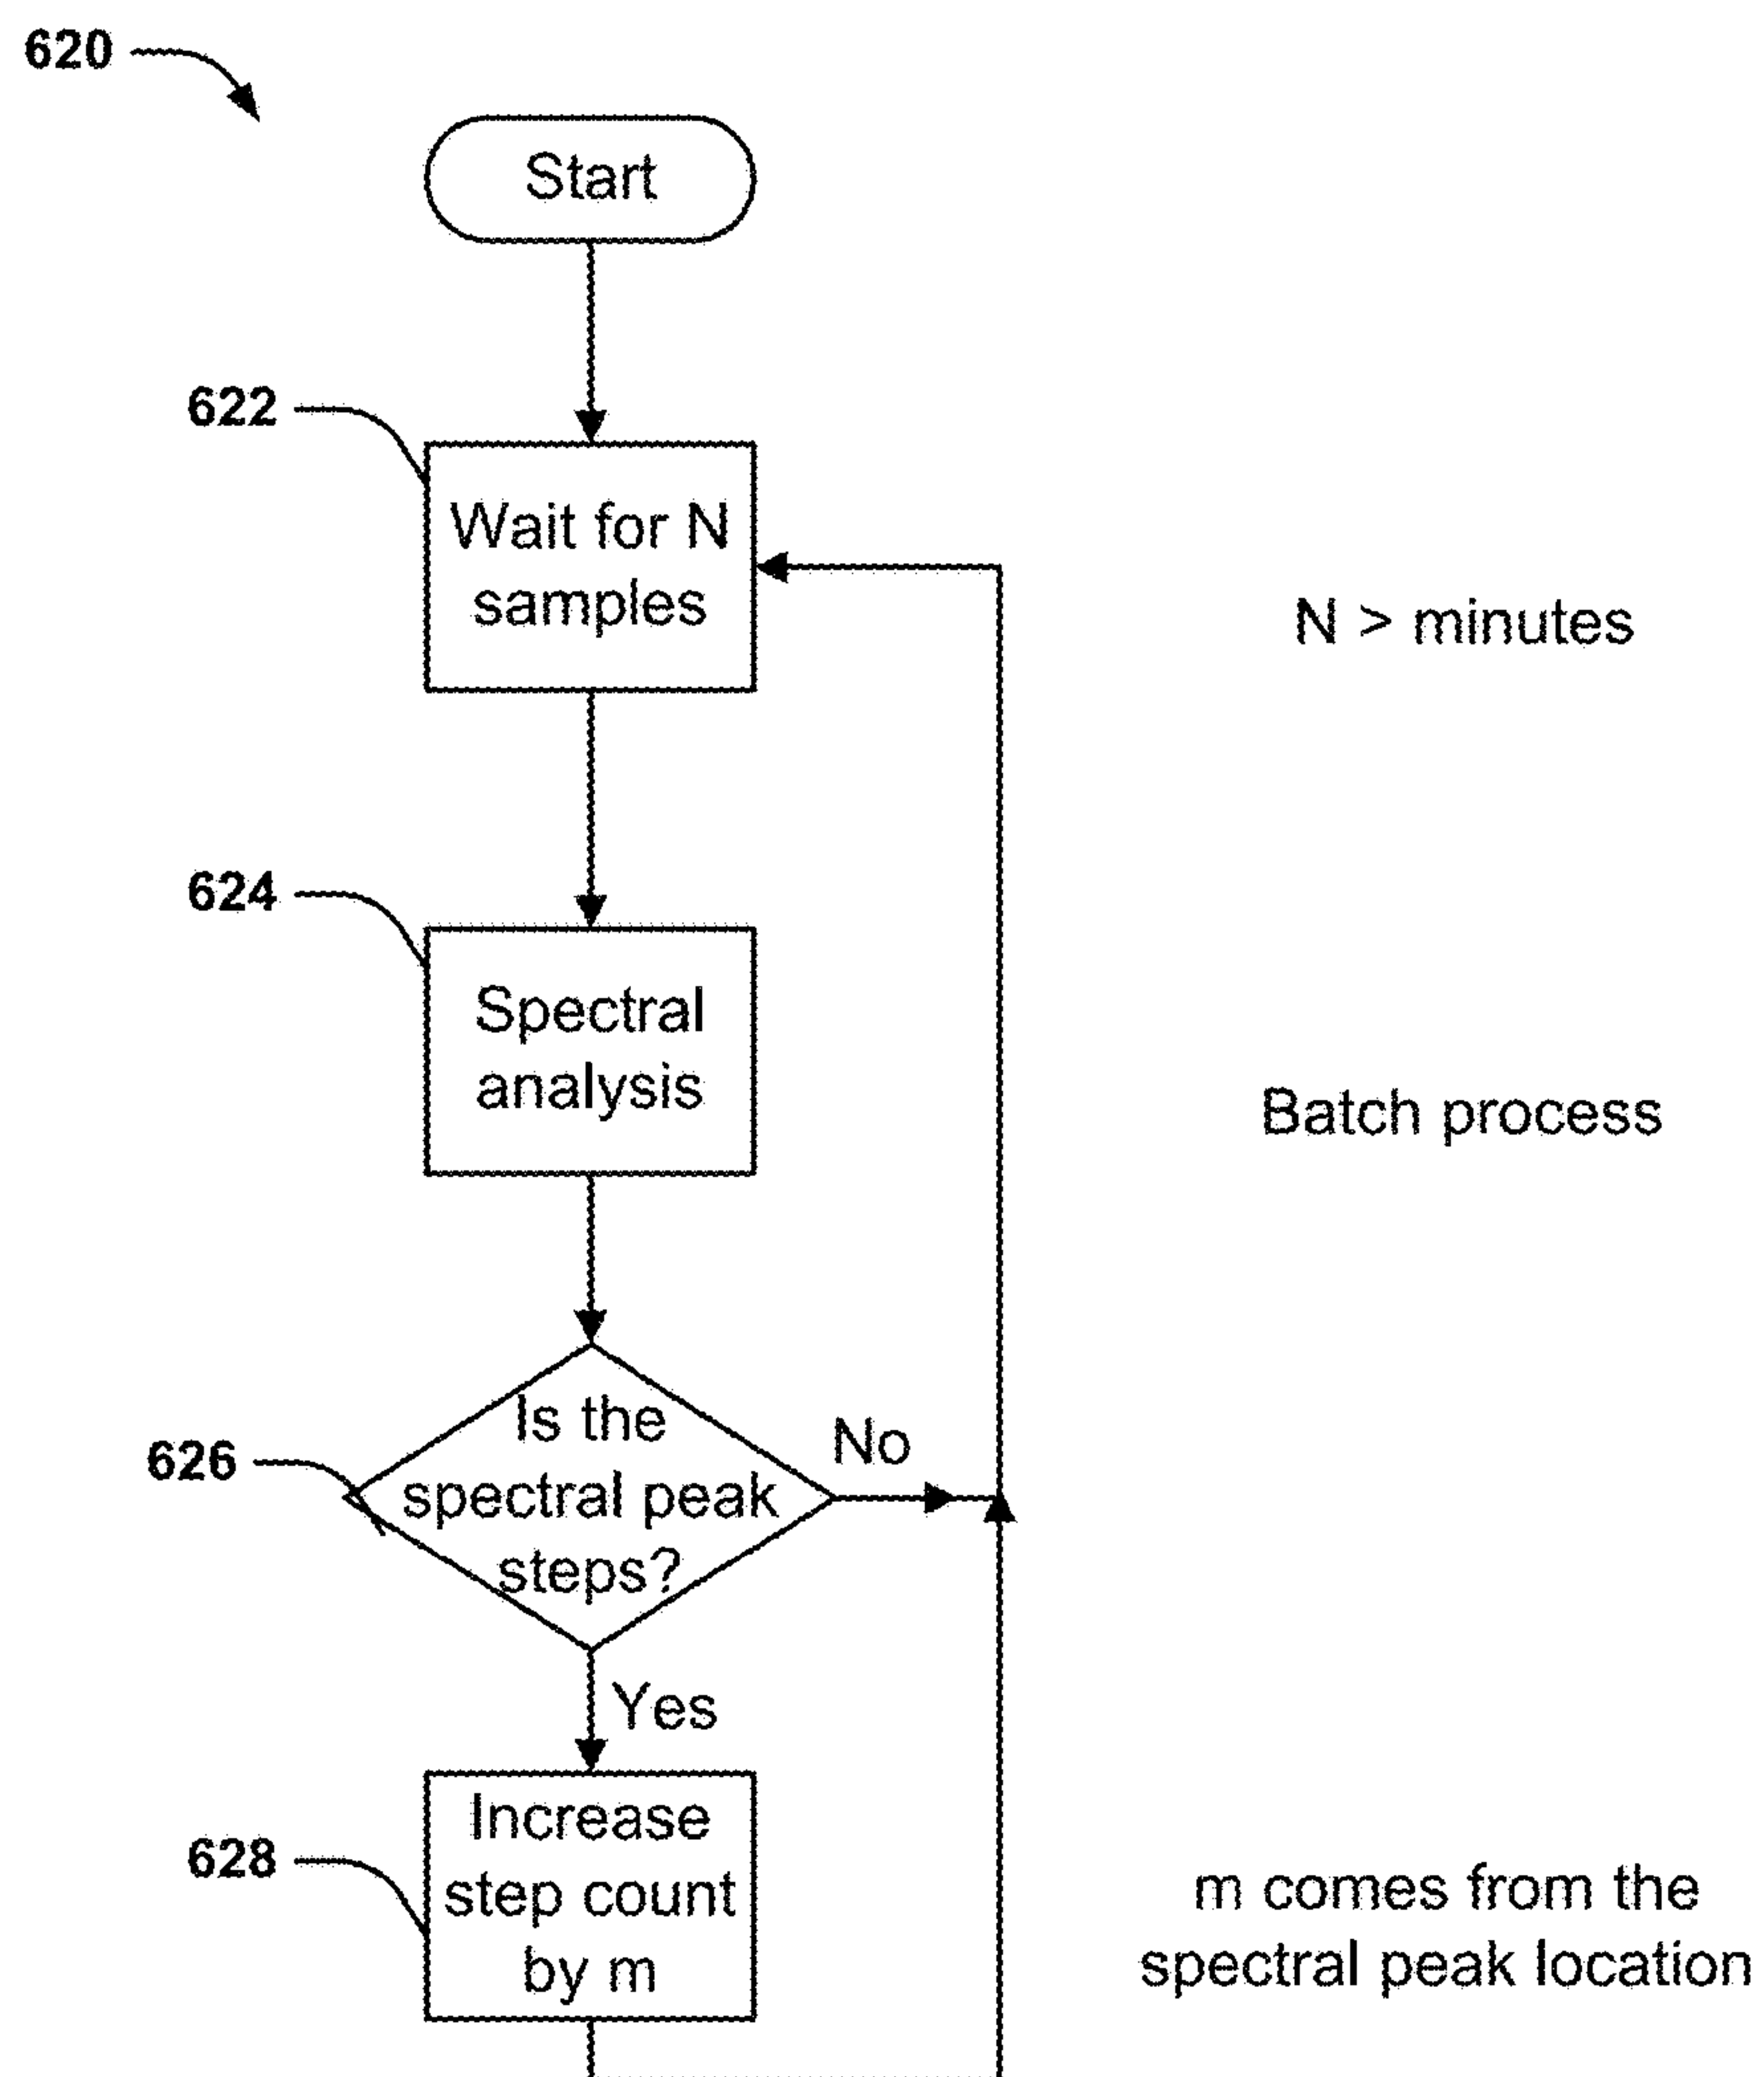 620
Start
622
Wait for N
samples
N > minutes
624
Spectral
analysis
Batch process
626
Is the
spectral peak
steps?
No
Yes
628
Increase
step count
by m
m comes from the
spectral peak location